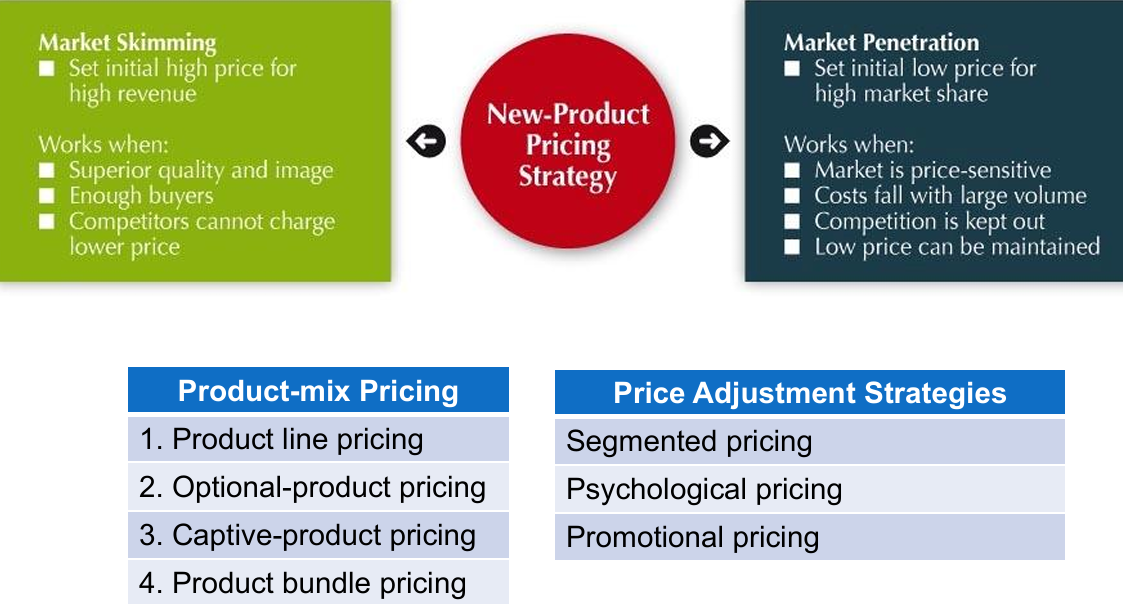 Market Skimming
Set initial high price for
high revenue
Works when:
Superior quality and image
Enough buyers
Competitors cannot charge
lower price
New-Product
Pricing
Strategy
Market Penetration
Set initial low price for
high market share
Works when:
Market is price-sensitive
Costs fall with large volume
Competition is kept out
Low price can be maintained
Product-mix Pricing
1. Product line pricing
2. Optional-product pricing
3. Captive-product pricing
4. Product bundle pricing
Price Adjustment Strategies
Segmented pricing
Psychological pricing
Promotional pricing